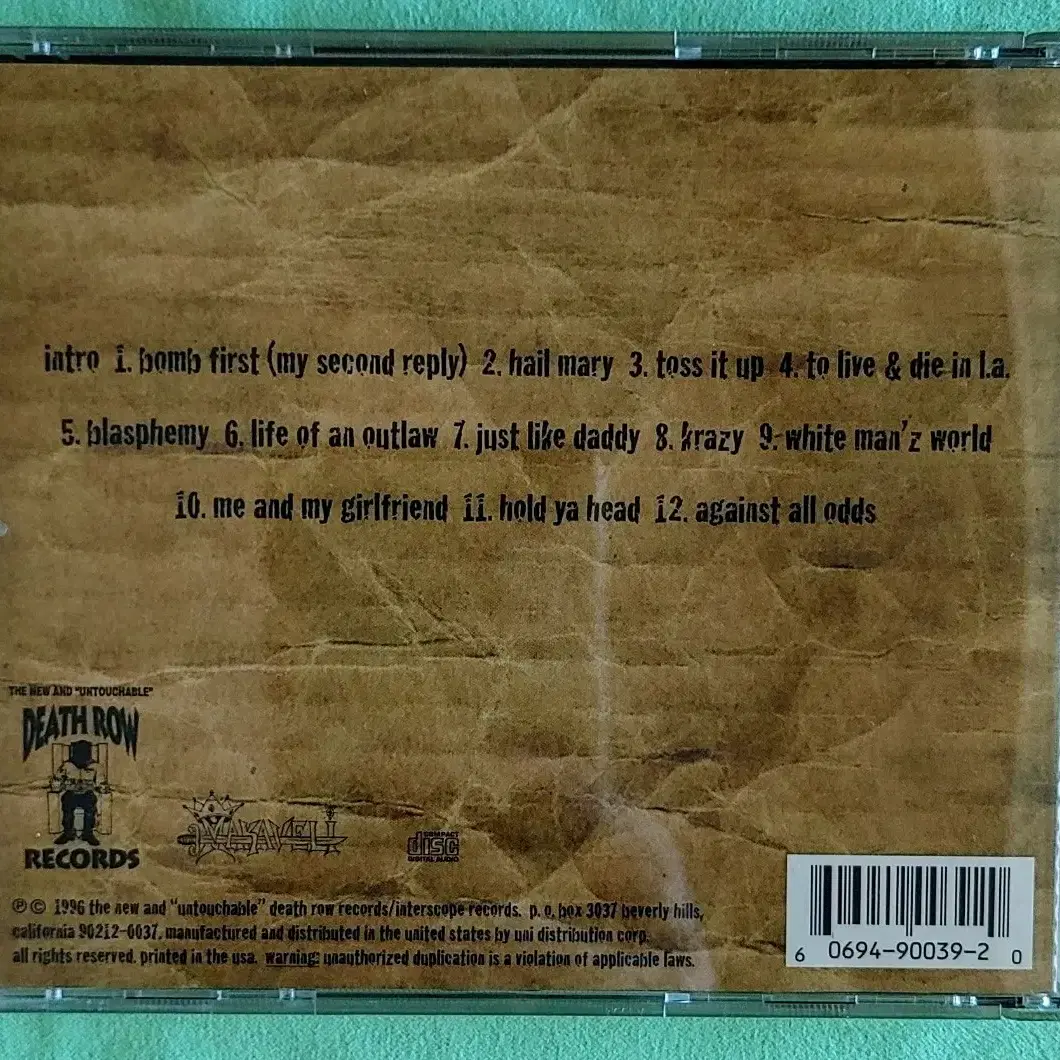 intro 1. bomb first (my second reply) 2. hail mary 3. toss it up 4. to live & die in l.a.
5. blasphemy 6. life of an outlaw 7. just like daddy 8. krazy 9. white man'z world
10. me and my girlfriend 11. hold ya head 12. against all odds
THE NEW AND "UNTOUCHABLE"
DEATH ROW
RECORDS
MAKAVELI
COMPACT
disc
DIGITAL AUDIO
℗ © 1996 the new and "untouchable" death row records/interscope records. p. o. box 3037 beverly hills,
california 90212-0037. manufactured and distributed in the united states by uni distribution corp.
all rights reserved. printed in the usa. warning: unauthorized duplication is a violation of applicable laws.
6 0694-90039-2 0